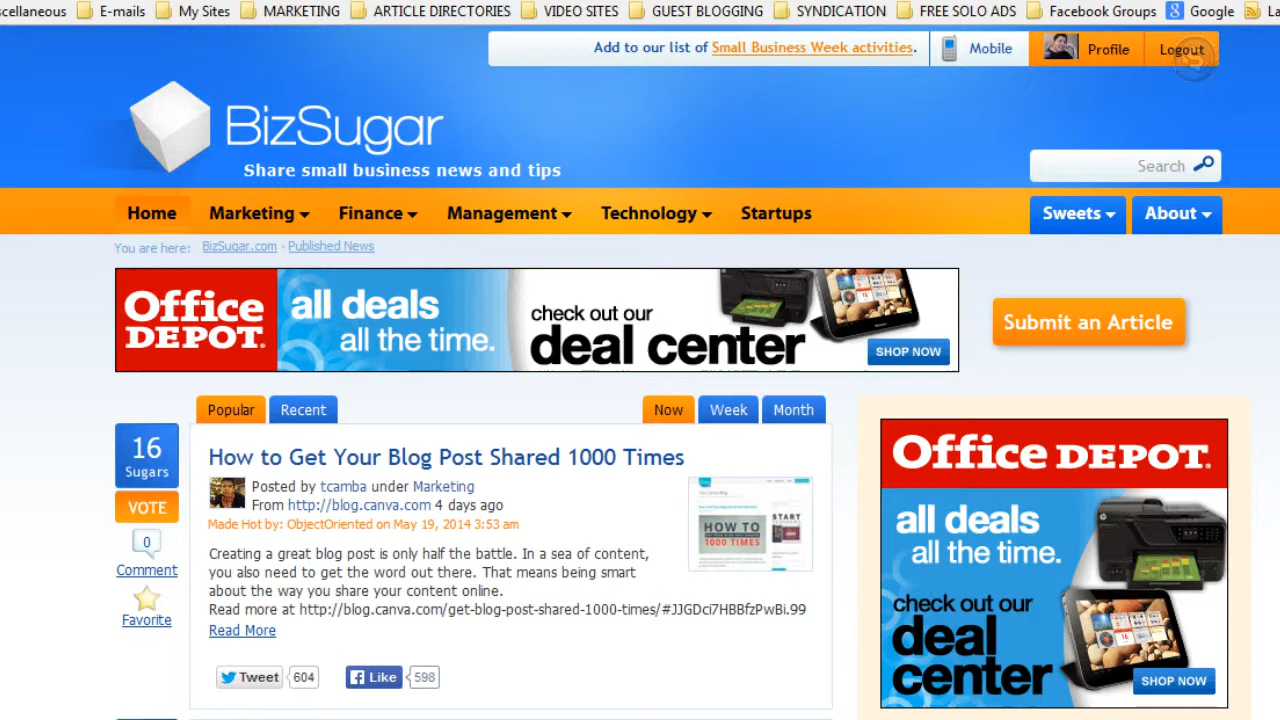 scellaneous E-mails My Sites MARKETING ARTICLE DIRECTORIES VIDEO SITES GUEST BLOGGING SYNDICATION FREE SOLO ADS Facebook Groups Google
Add to our list of Small Business Week activities. Mobile Profile Logout
BizSugar
Share small business news and tips
Search
Home Marketing Finance Management Technology Startups Sweets About
You are here: BizSugar.com › Published News
Office DEPOT. all deals all the time. check out our deal center SHOP NOW
Submit an Article
Popular Recent Now Week Month
16 Sugars
VOTE
0
Comment
Favorite
How to Get Your Blog Post Shared 1000 Times
Posted by tcamba under Marketing
From http://blog.canva.com 4 days ago
Made Hot by: ObjectOriented on May 19, 2014 3:53 am
HOW TO
1000 TIMES
START
Creating a great blog post is only half the battle. In a sea of content,
you also need to get the word out there. That means being smart
about the way you share your content online.
Read more at http://blog.canva.com/get-blog-post-shared-1000-times/#JJGDci7HBBfzPwBi.99
Read More
Tweet 604 Like 598
Office DEPOT.
all deals
all the time.
check out our
deal
center
SHOP NOW